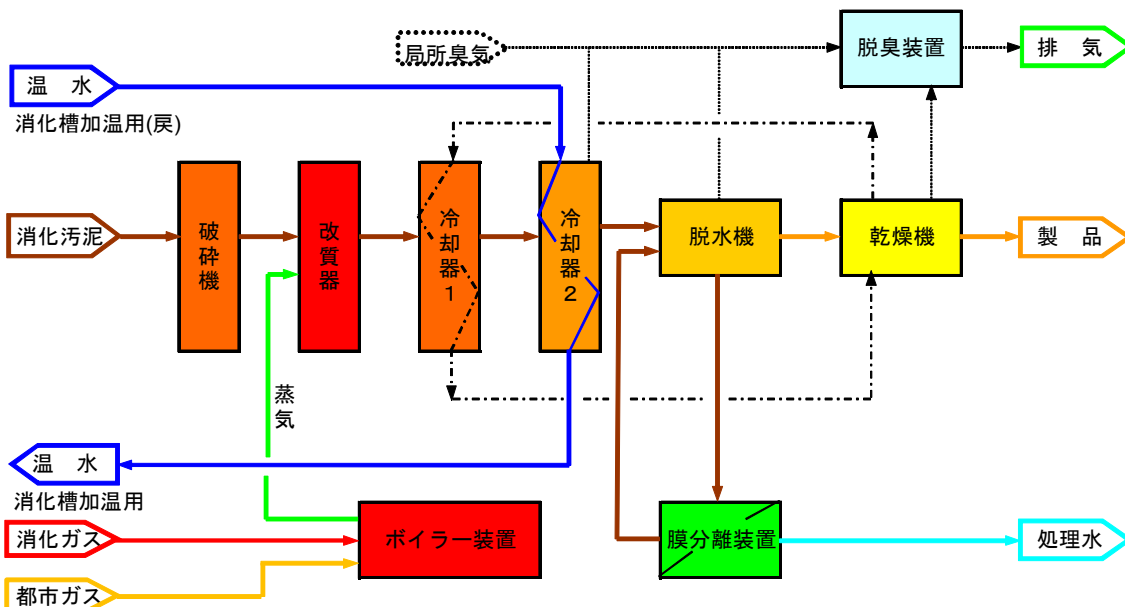 局所臭気
脱臭装置
排　気
温　水
消化槽加温用(戻)
消化汚泥
破砕機
改質器
冷却器1
冷却器2
脱水機
乾燥機
製　品
蒸気
温　水
消化槽加温用
消化ガス
ボイラー装置
膜分離装置
処理水
都市ガス